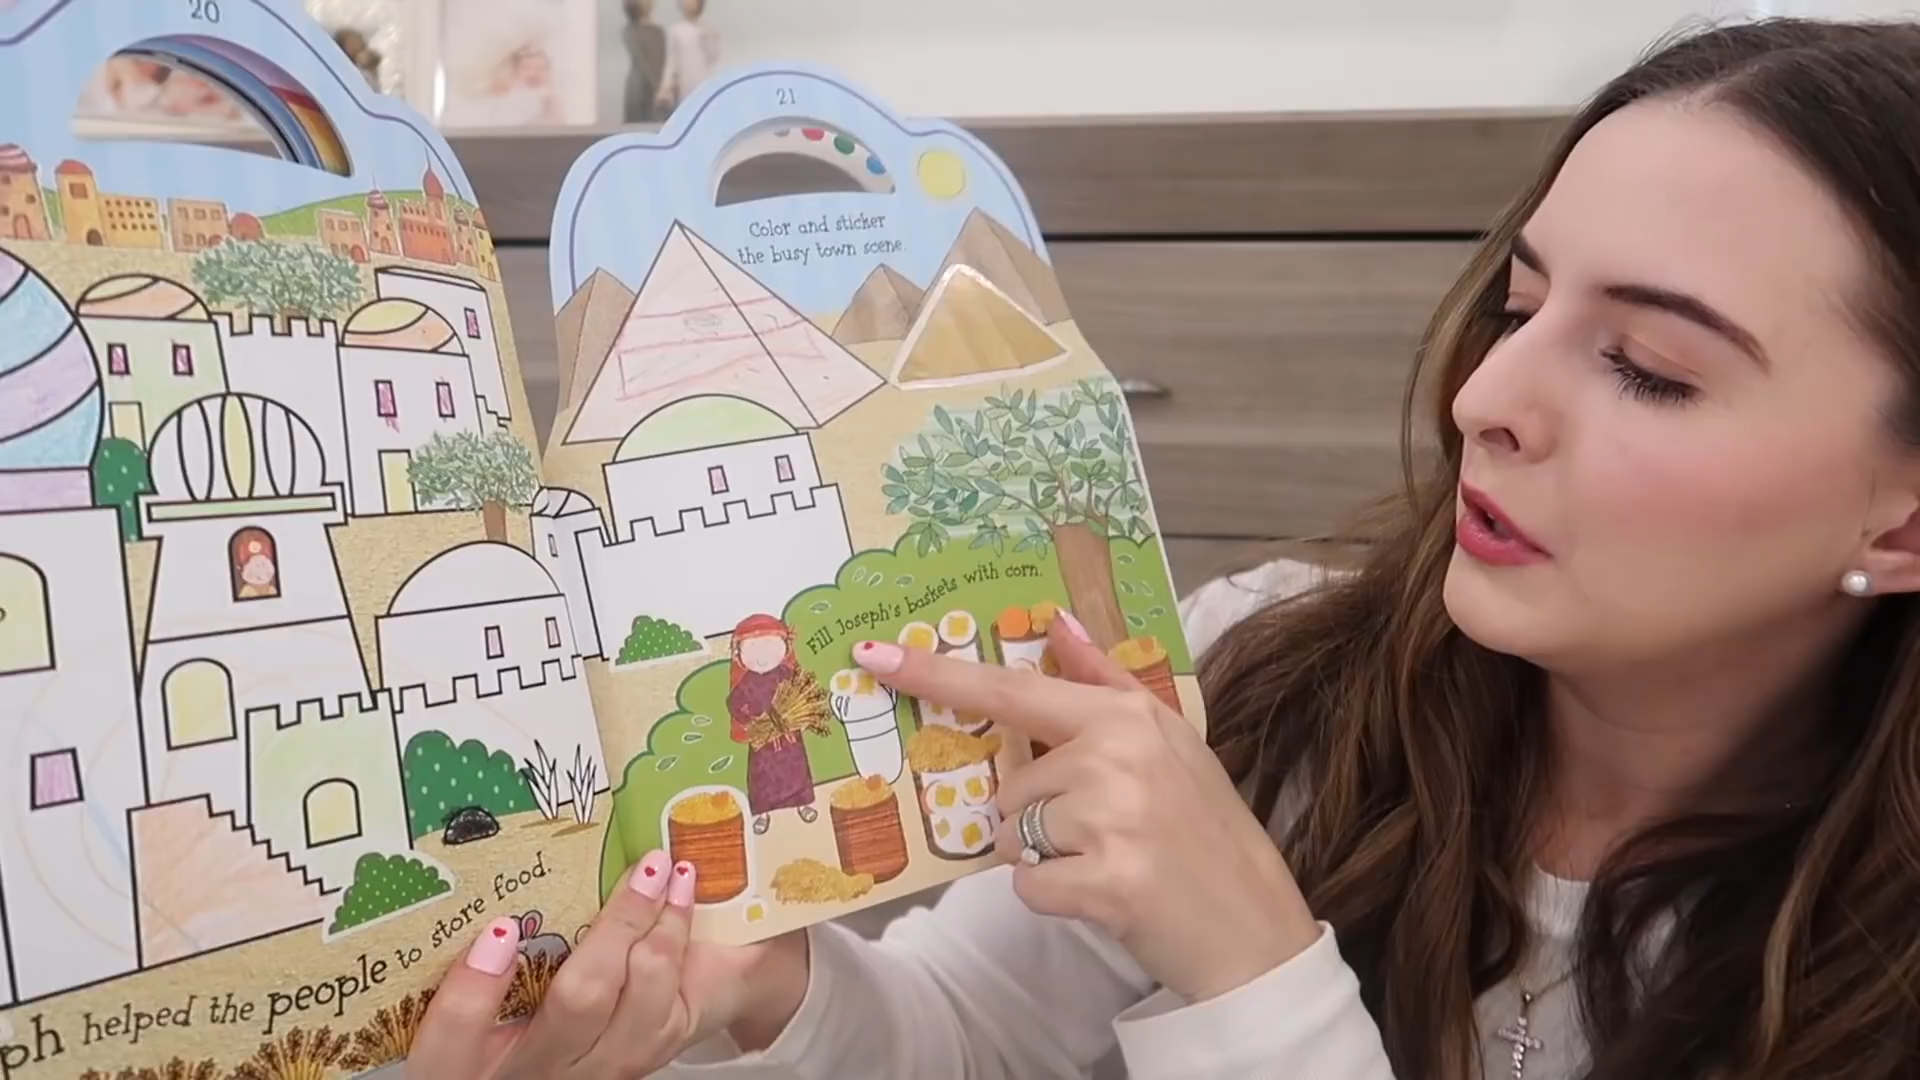 20
ph helped the people to store food.
21
Color and sticker
the busy town scene.
Fill Joseph's baskets with corn.